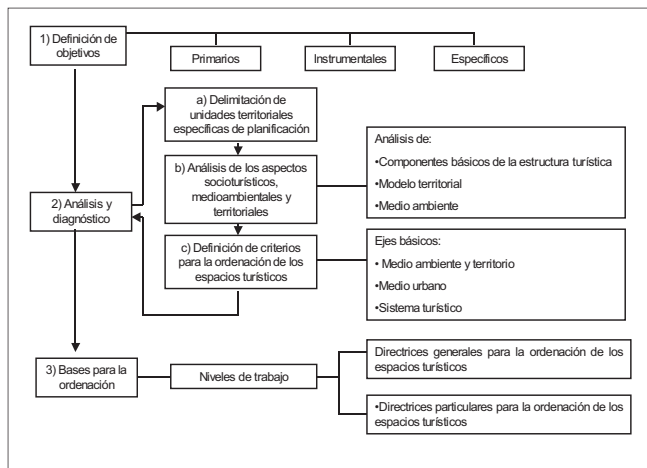 1) Definición de
objetivos
Primarios
Instrumentales
Específicos
a) Delimitación de
unidades territoriales
específicas de planificación
b) Análisis de los aspectos
socioturísticos,
medioambientales y
territoriales
Análisis de:
•Componentes básicos de la estructura turística
•Modelo territorial
•Medio ambiente
2) Análisis y
diagnóstico
c) Definición de criterios
para la ordenación de los
espacios turísticos
Ejes básicos:
• Medio ambiente y territorio
•Medio urbano
•Sistema turístico
3) Bases para la
ordenación
Niveles de trabajo
Directrices generales para la ordenación de los
espacios turísticos
•Directrices particulares para la ordenación de los
espacios turísticos